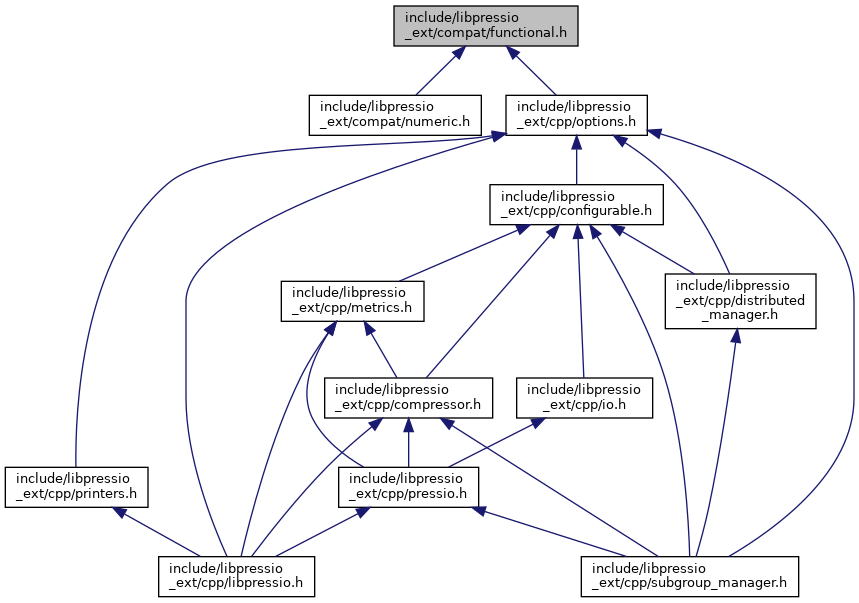 include/libpressio
_ext/compat/functional.h
include/libpressio
_ext/compat/numeric.h
include/libpressio
_ext/cpp/options.h
include/libpressio
_ext/cpp/configurable.h
include/libpressio
_ext/cpp/metrics.h
include/libpressio
_ext/cpp/distributed
_manager.h
include/libpressio
_ext/cpp/compressor.h
include/libpressio
_ext/cpp/io.h
include/libpressio
_ext/cpp/printers.h
include/libpressio
_ext/cpp/pressio.h
include/libpressio
_ext/cpp/libpressio.h
include/libpressio
_ext/cpp/subgroup_manager.h